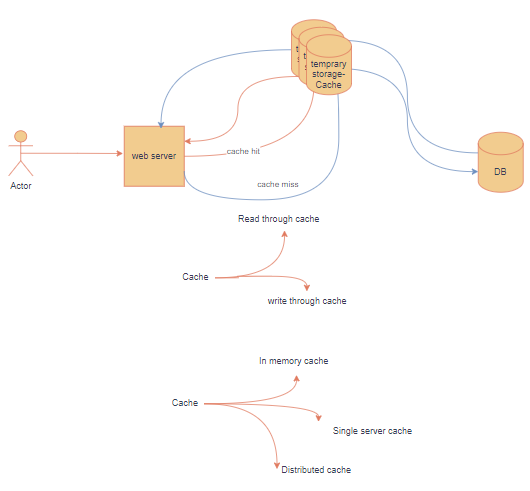 temprary
storage-
Cache
web server
cache hit
DB
Actor
cache miss
Read through cache
Cache
write through cache
In memory cache
Cache
Single server cache
Distributed cache